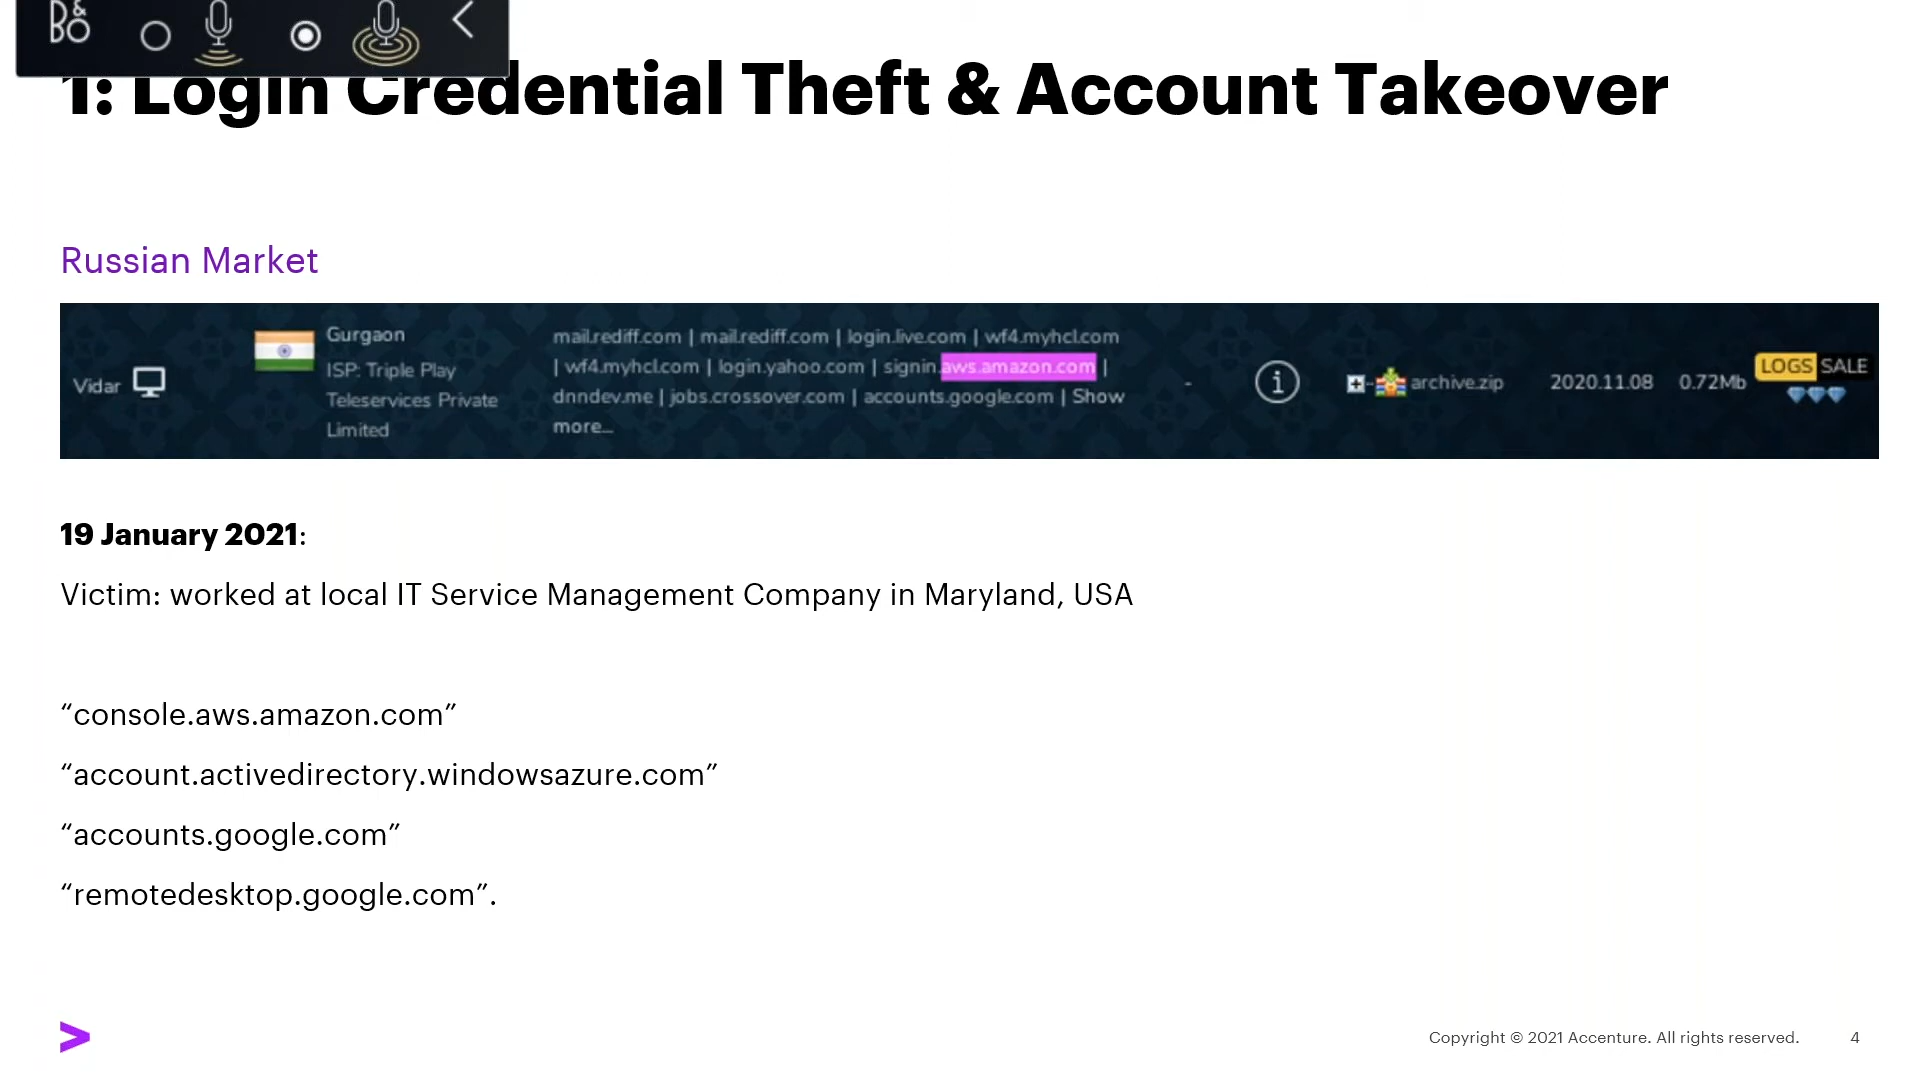 B&O
1: Login Credential Theft & Account Takeover
Russian Market
Vidar
Gurgaon
ISP: Triple Play
Teleservices Private
Limited
mail.rediff.com | mail.rediff.com | login.live.com | wf4.myhcl.com
| wf4.myhcl.com | login.yahoo.com | signin.aws.amazon.com |
dnndev.me | jobs.crossover.com | accounts.google.com | Show
more...
-
archive.zip
2020.11.08
0.72Mb
LOGS SALE
19 January 2021:
Victim: worked at local IT Service Management Company in Maryland, USA
“console.aws.amazon.com”
“account.activedirectory.windowsazure.com”
“accounts.google.com”
“remotedesktop.google.com”.
Copyright © 2021 Accenture. All rights reserved.
4